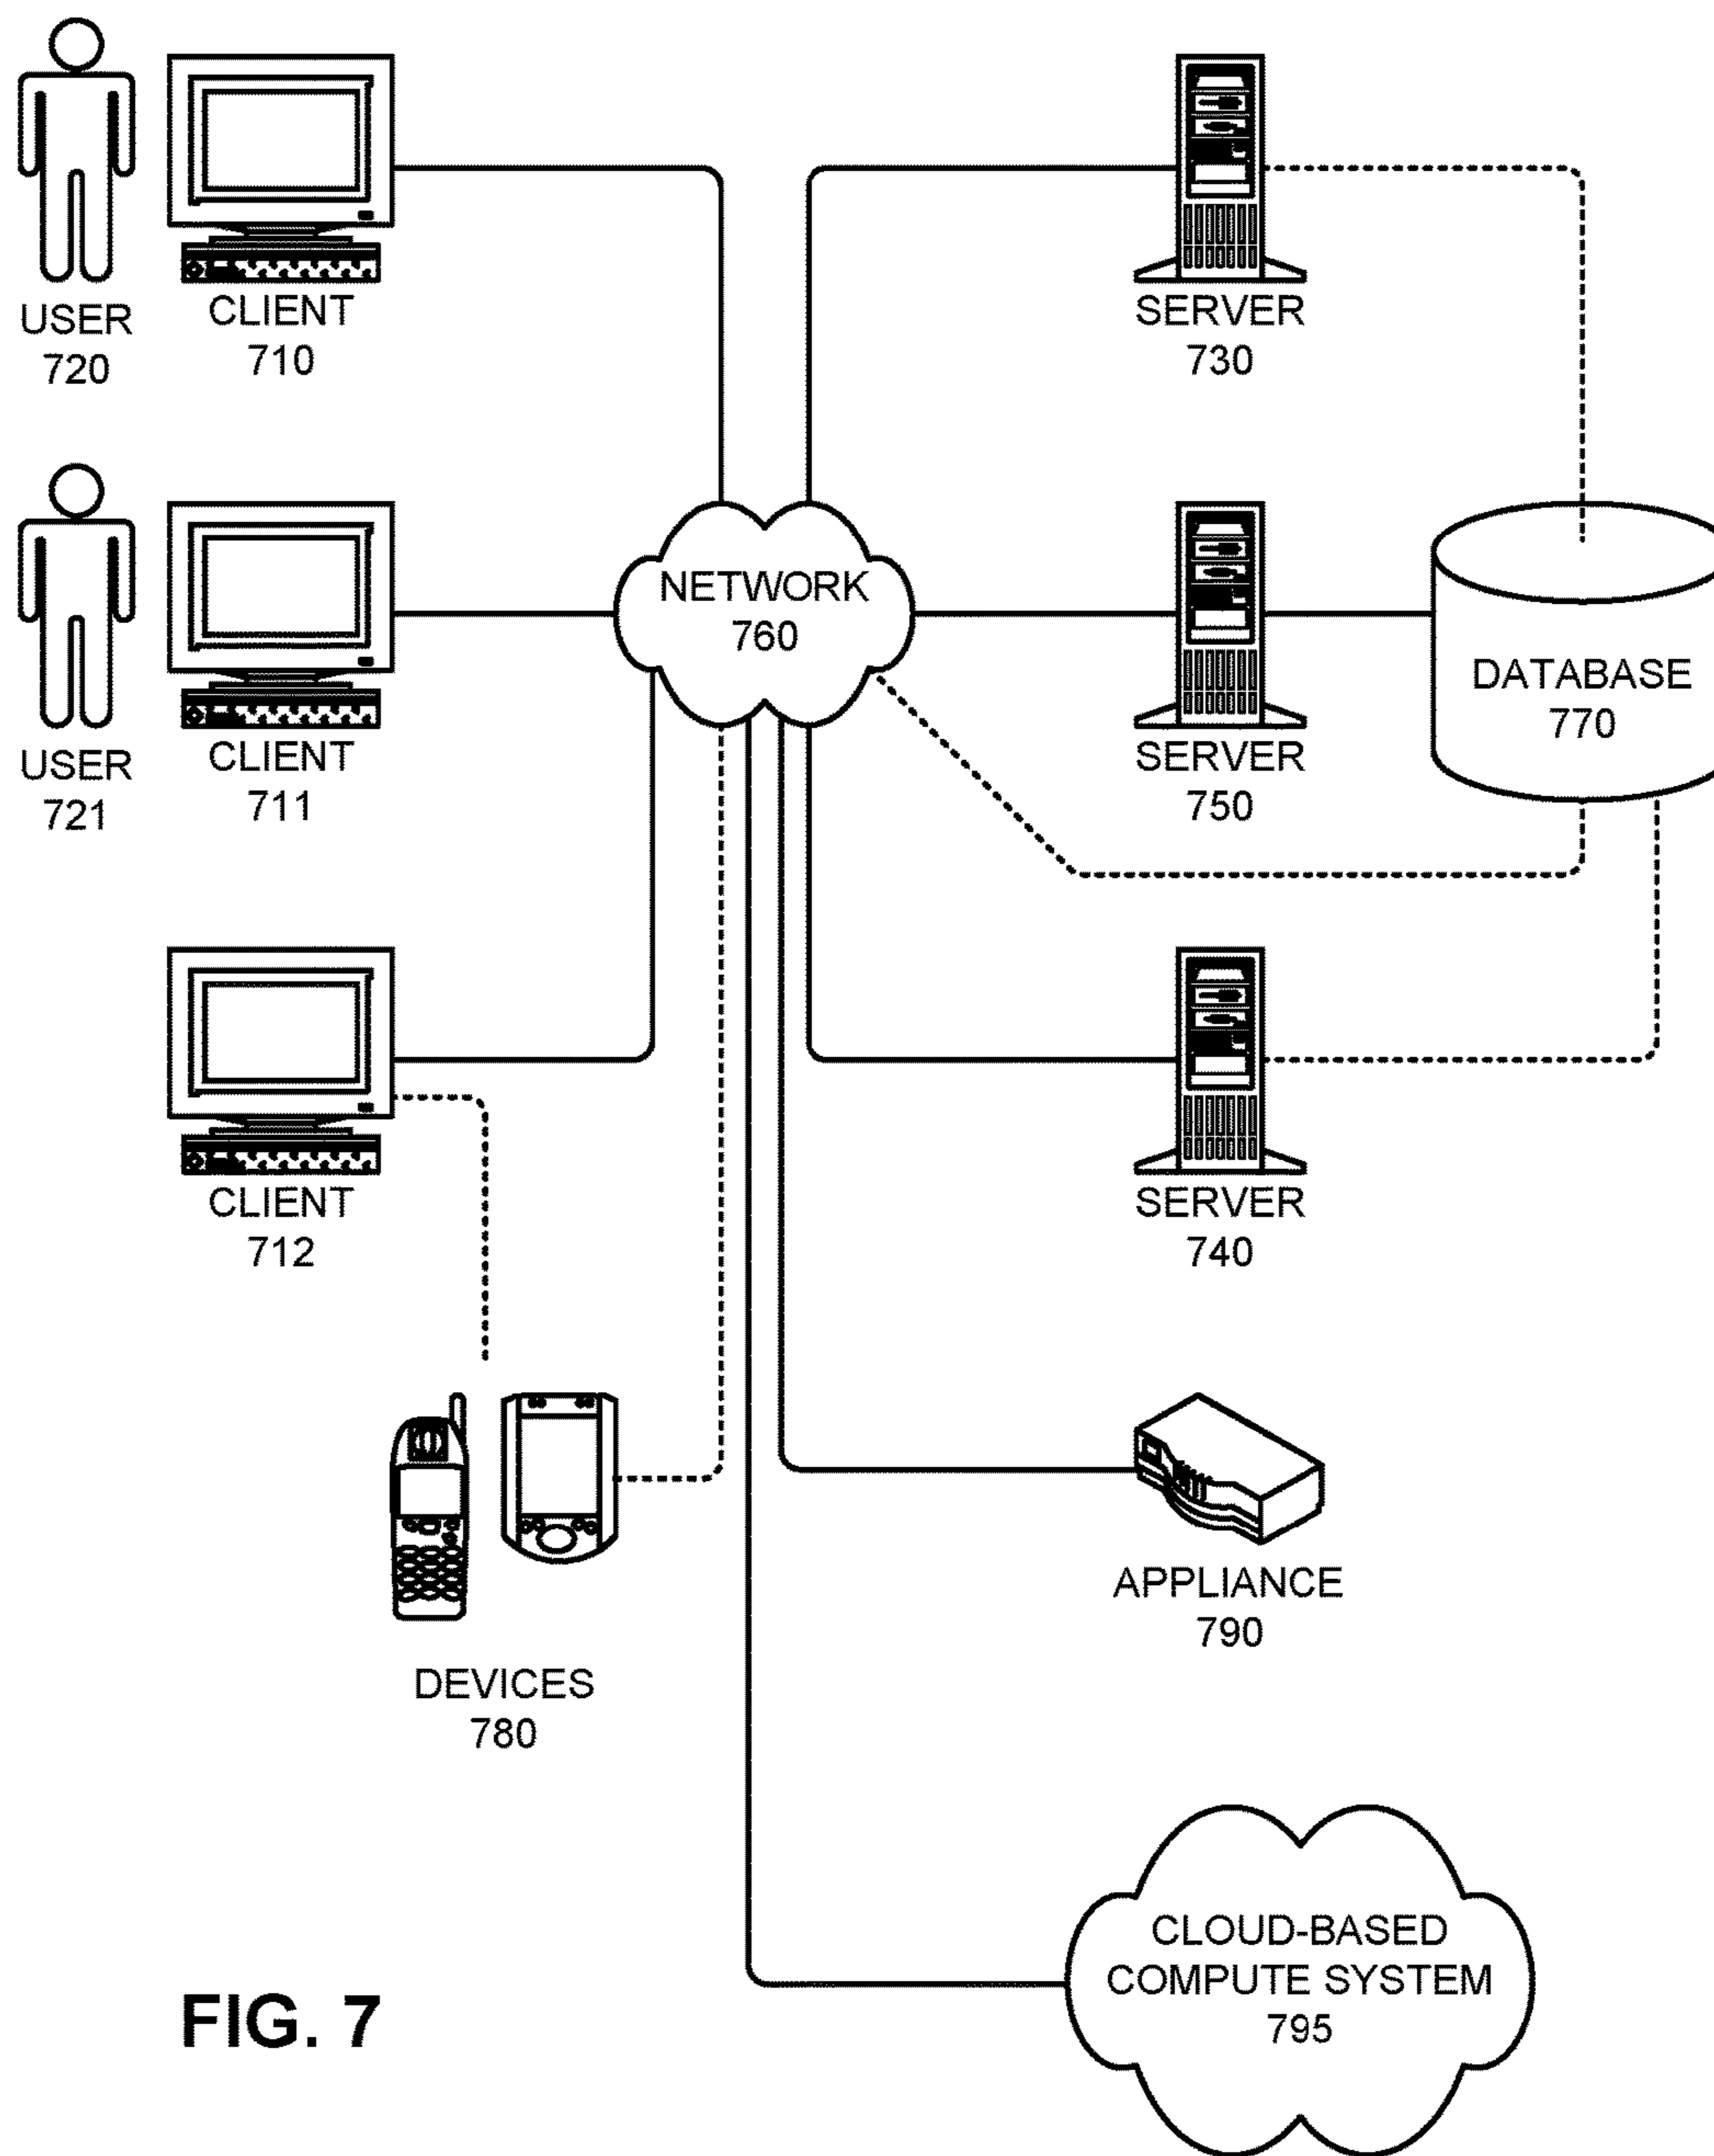 USER
720
CLIENT
710
SERVER
730
NETWORK
760
USER
721
CLIENT
711
SERVER
750
DATABASE
770
CLIENT
712
SERVER
740
DEVICES
780
APPLIANCE
790
CLOUD-BASED
COMPUTE SYSTEM
795
FIG. 7